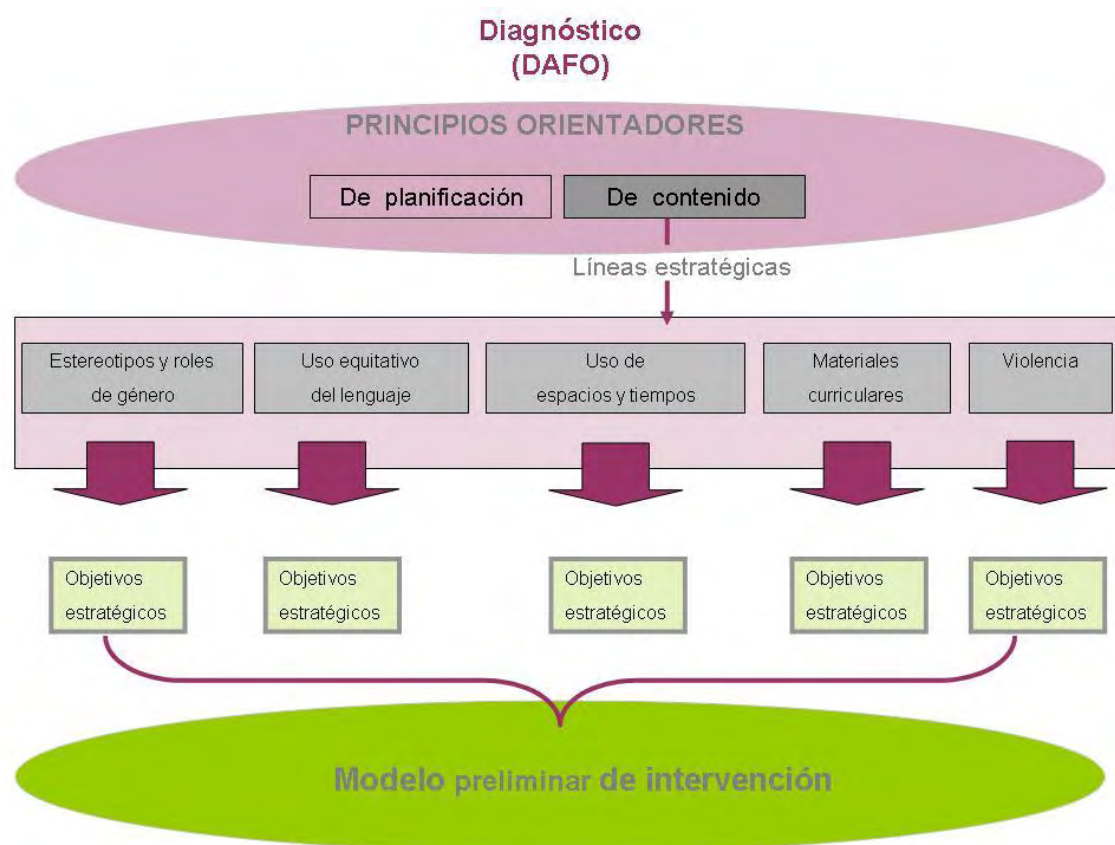 Diagnóstico
(DAFO)
PRINCIPIOS ORIENTADORES
De planificación
De contenido
Líneas estratégicas
Estereotipos y roles
de género
Uso equitativo
del lenguaje
Uso de
espacios y tiempos
Materiales
curriculares
Violencia
Objetivos
estratégicos
Objetivos
estratégicos
Objetivos
estratégicos
Objetivos
estratégicos
Objetivos
estratégicos
Modelo preliminar de intervención